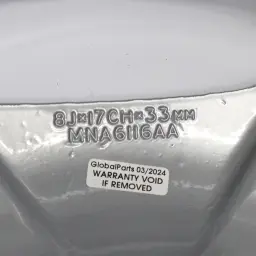 8J×17CH×33MM
MNA6116AA
GlobalParts 03/2024
WARRANTY VOID
IF REMOVED